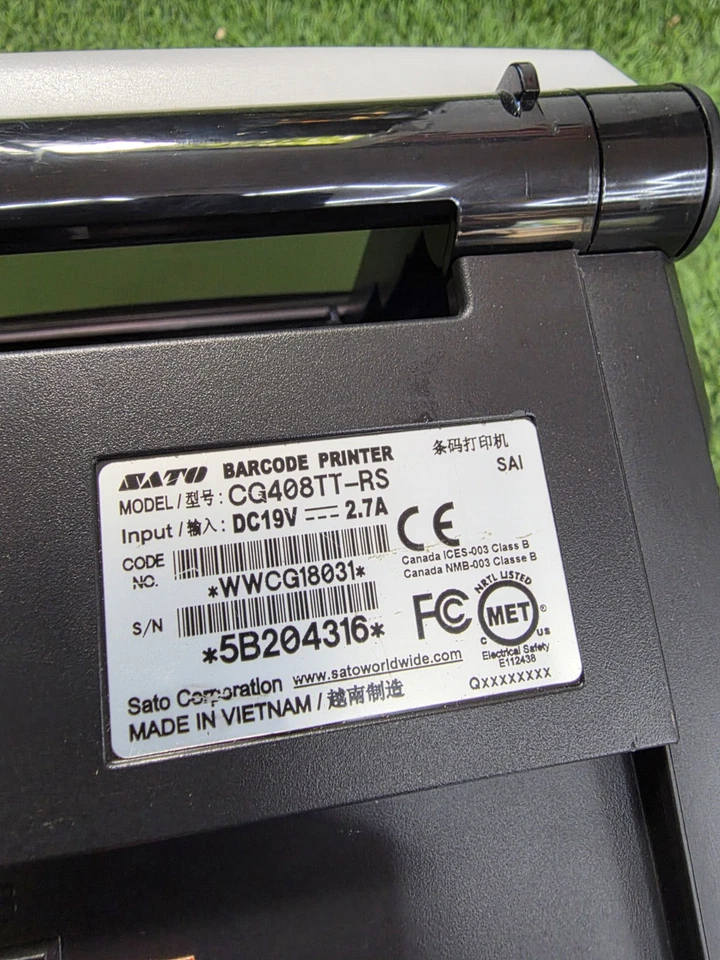 SATO BARCODE PRINTER 条码打印机
MODEL/型号: CG408TT-RS SAI
Input/输入: DC19V ⎓ 2.7A
CE
CODE NO. *WWCG18031*
Canada ICES-003 Class B
Canada NMB-003 Classe B
S/N *5B204316*
FC
NRTL LISTED
MET ®
C US
Electrical Safety
E112438
Sato Corporation www.satoworldwide.com
MADE IN VIETNAM/越南制造
Qxxxxxxxx